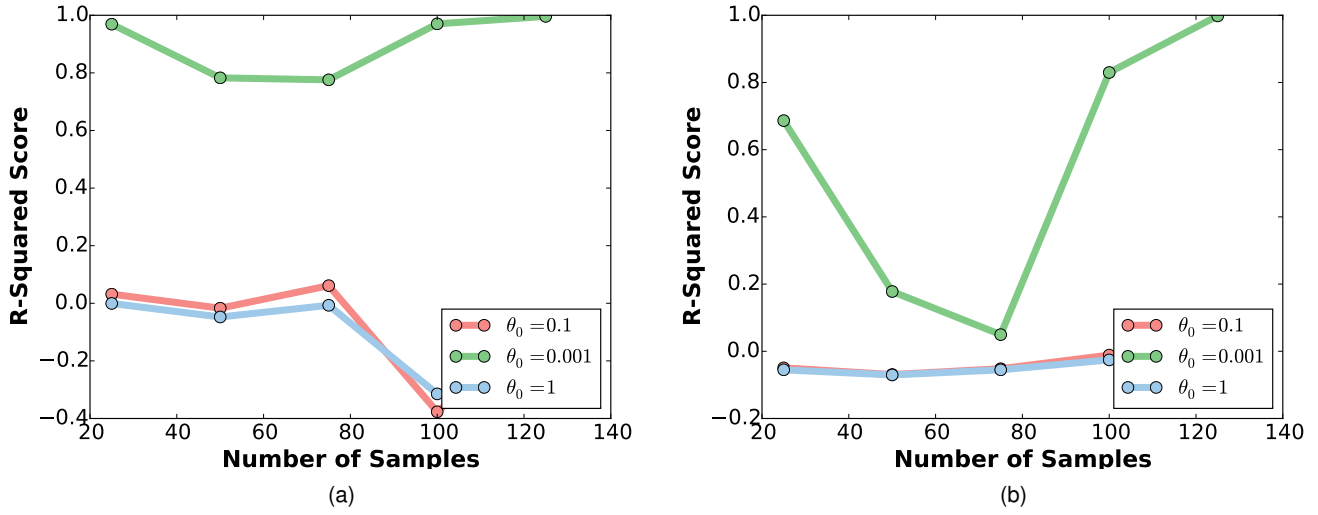 1.0
0.8
0.6
0.4
0.2
0.0
−0.2
−0.4
20 40 60 80 100 120 140
R-Squared Score
Number of Samples
θ₀ = 0.1
θ₀ = 0.001
θ₀ = 1
(a)
1.0
0.8
0.6
0.4
0.2
0.0
−0.2
20 40 60 80 100 120 140
R-Squared Score
Number of Samples
θ₀ = 0.1
θ₀ = 0.001
θ₀ = 1
(b)